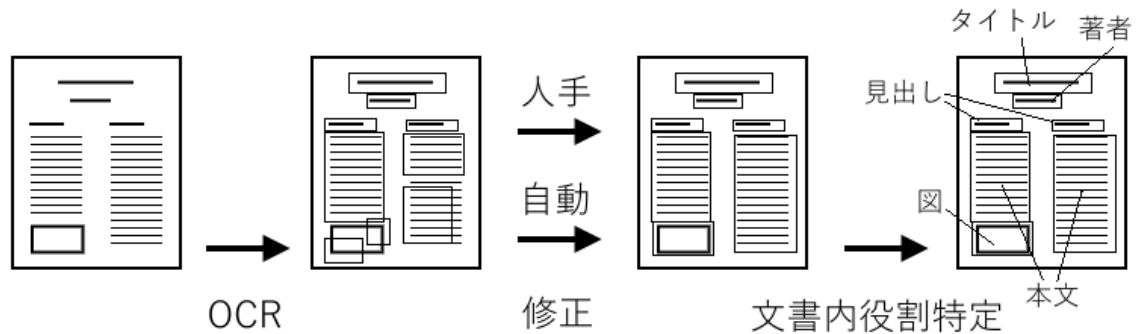 タイトル
著者
見出し
人手
自動
図
本文
OCR
修正
文書内役割特定